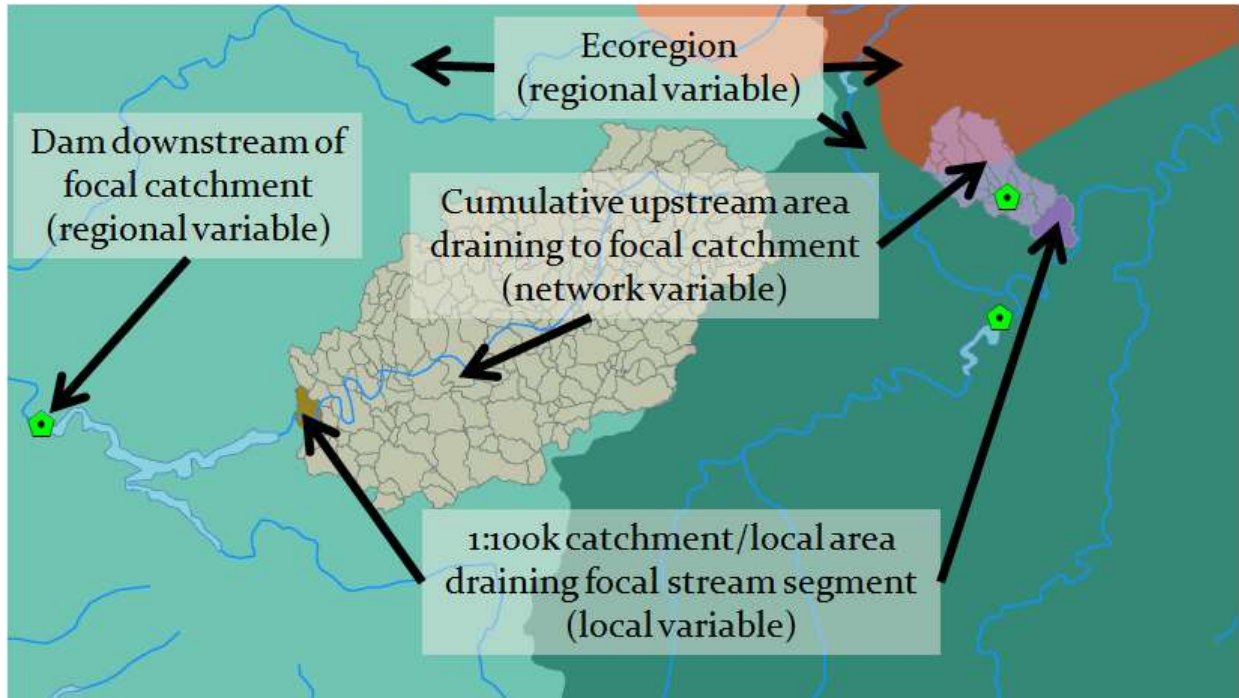 Ecoregion
(regional variable)
Dam downstream of
focal catchment
(regional variable)
Cumulative upstream area
draining to focal catchment
(network variable)
1:100k catchment/local area
draining focal stream segment
(local variable)